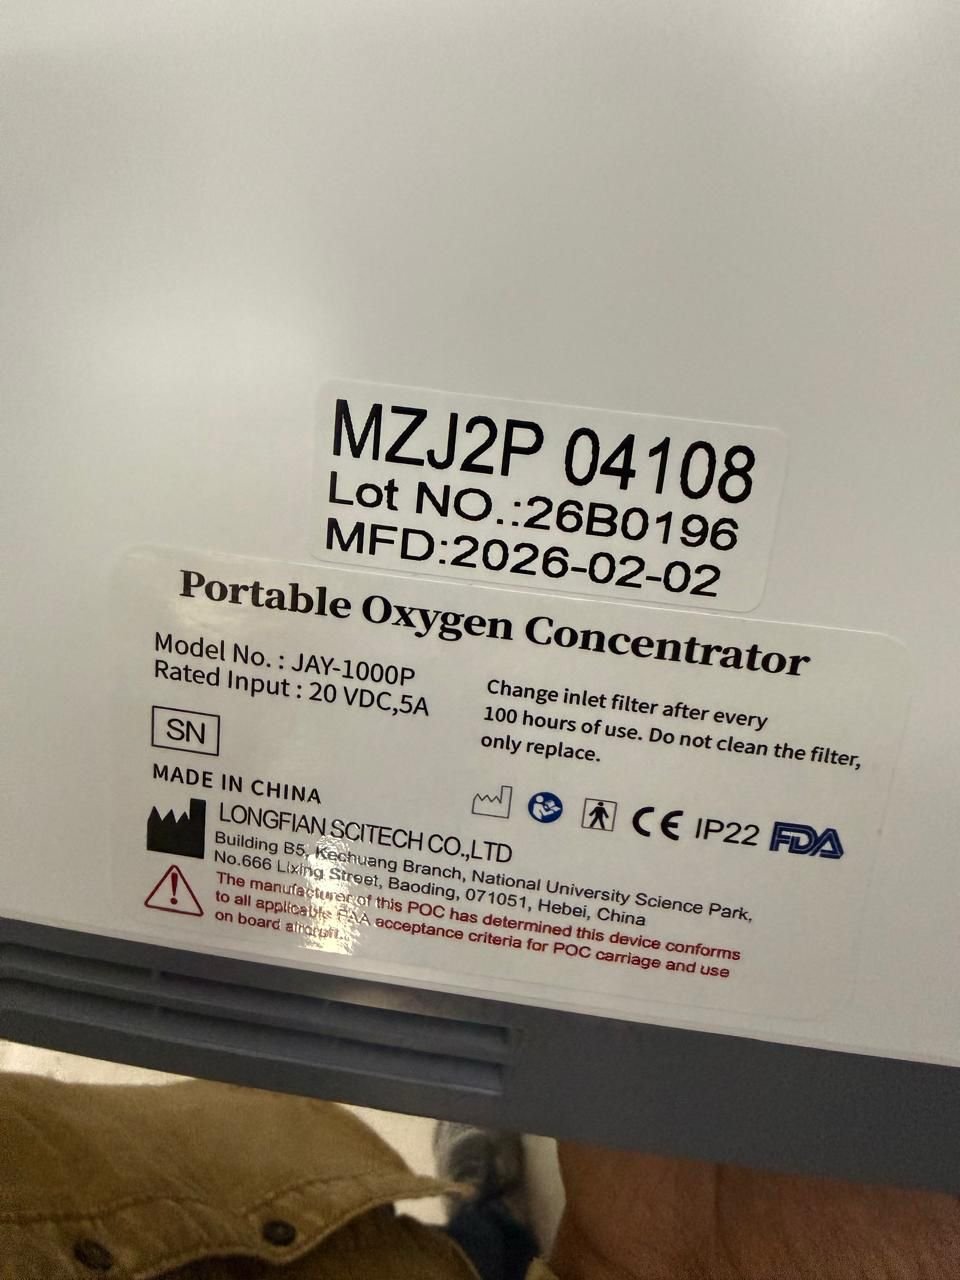 MZJ2P 04108
Lot NO.:26B0196
MFD:2026-02-02
Portable Oxygen Concentrator
Model No. : JAY-1000P
Rated Input : 20 VDC,5A
SN
MADE IN CHINA
Change inlet filter after every
100 hours of use. Do not clean the filter,
only replace.
CE IP22 FDA
LONGFIAN SCITECH CO.,LTD
Building B5, Kechuang Branch, National University Science Park,
No.666 Lixing Street, Baoding, 071051, Hebei, China
The manufacturer of this POC has determined this device conforms
to all applicable FAA acceptance criteria for POC carriage and use
on board aircraft.